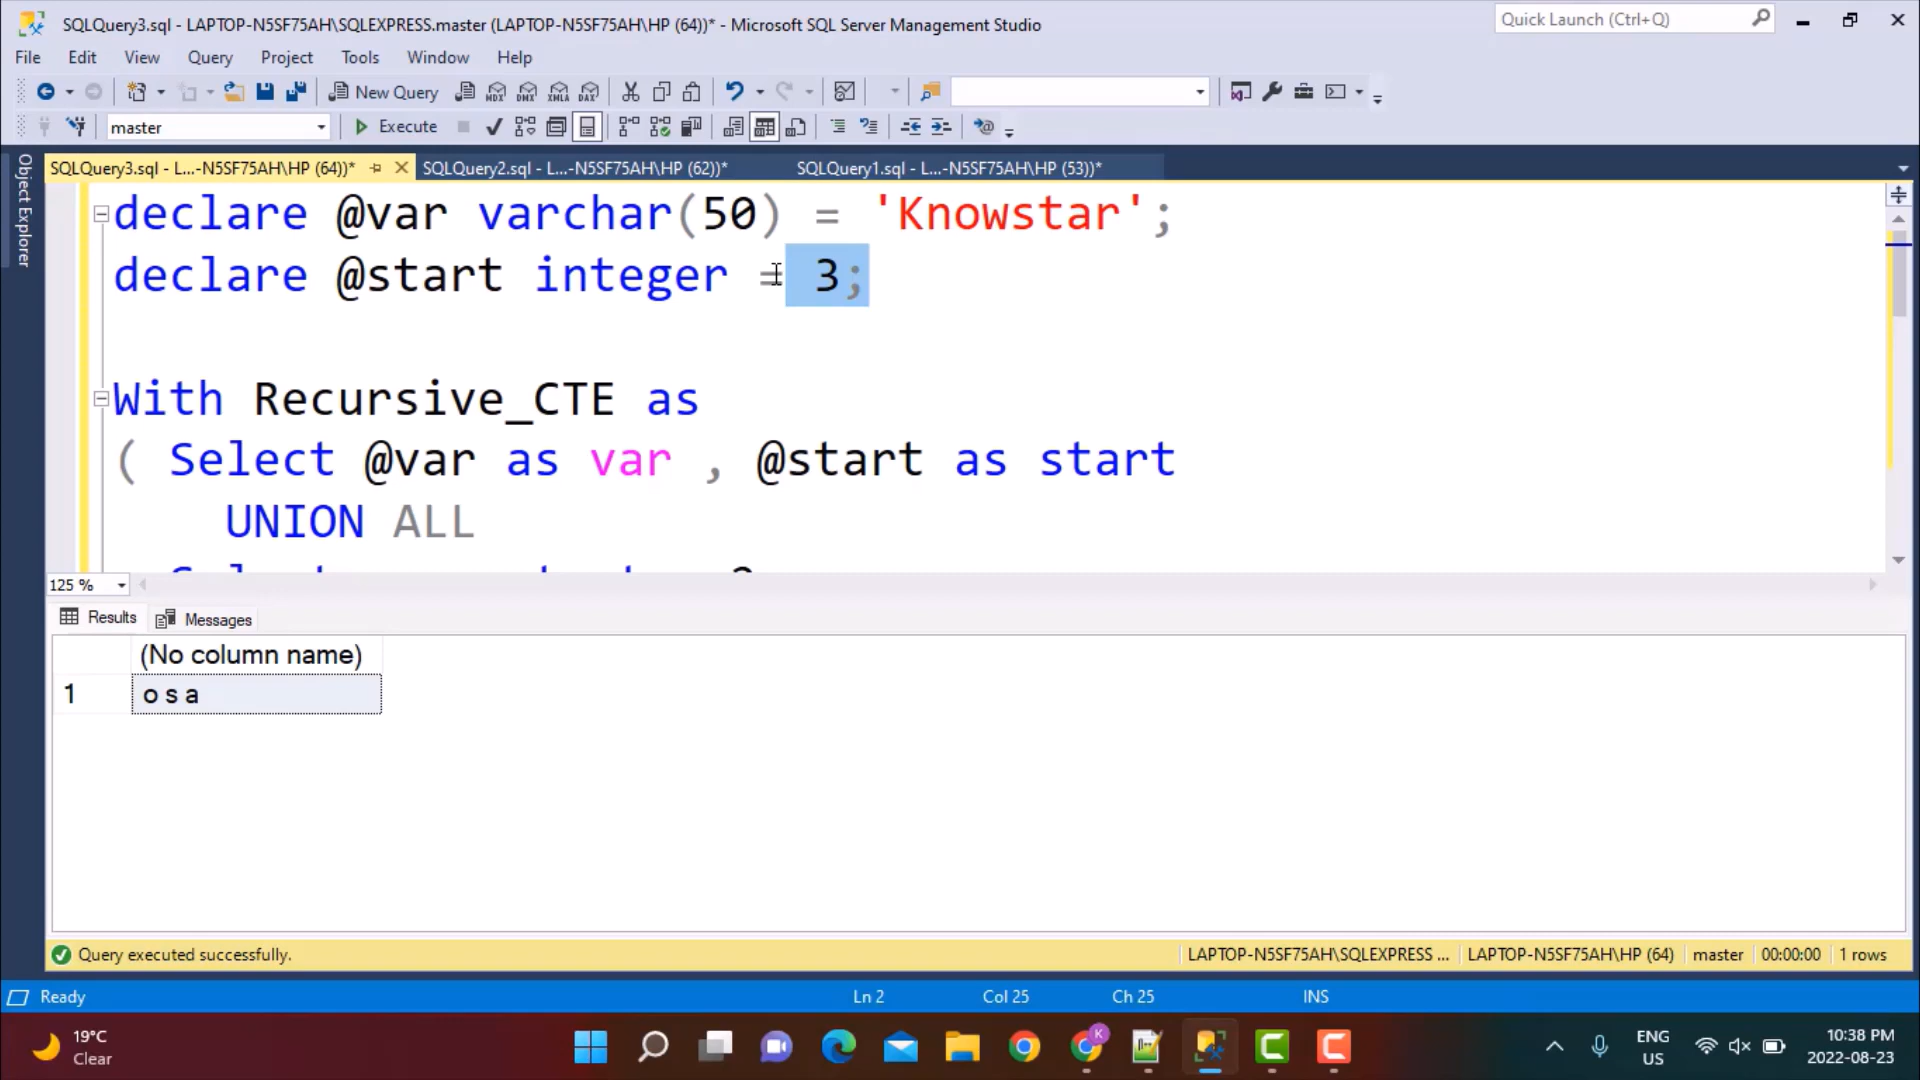 SQLQuery3.sql - LAPTOP-N5SF75AH\SQLEXPRESS.master (LAPTOP-N5SF75AH\HP (64))* - Microsoft SQL Server Management Studio
Quick Launch (Ctrl+Q)
File Edit View Query Project Tools Window Help
New Query MDX DMX XMLA DAX
master Execute
Object Explorer
SQLQuery3.sql - L...-N5SF75AH\HP (64))* SQLQuery2.sql - L...-N5SF75AH\HP (62))* SQLQuery1.sql - L...-N5SF75AH\HP (53))*
declare @var varchar(50) = 'Knowstar';
declare @start integer = 3;
With Recursive_CTE as
( Select @var as var , @start as start
UNION ALL
125 %
Results Messages
(No column name)
1 o s a
Query executed successfully.
LAPTOP-N5SF75AH\SQLEXPRESS ... LAPTOP-N5SF75AH\HP (64) master 00:00:00 1 rows
Ready Ln 2 Col 25 Ch 25 INS
19°C
Clear
K
ENG
US
10:38 PM
2022-08-23